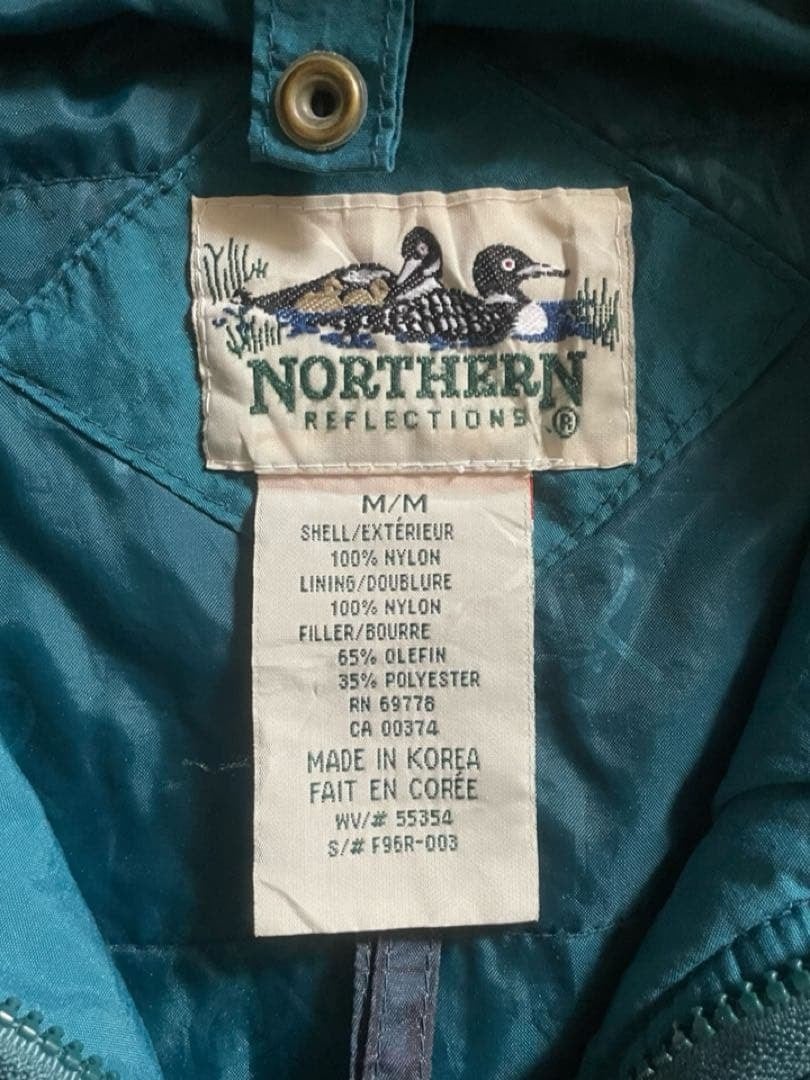 NORTHERN
REFLECTIONS ®
M/M
SHELL/EXTÉRIEUR
100% NYLON
LINING/DOUBLURE
100% NYLON
FILLER/BOURRE
65% OLEFIN
35% POLYESTER
RN 69778
CA 00374
MADE IN KOREA
FAIT EN CORÉE
WV/# 55354
S/# F96R-003